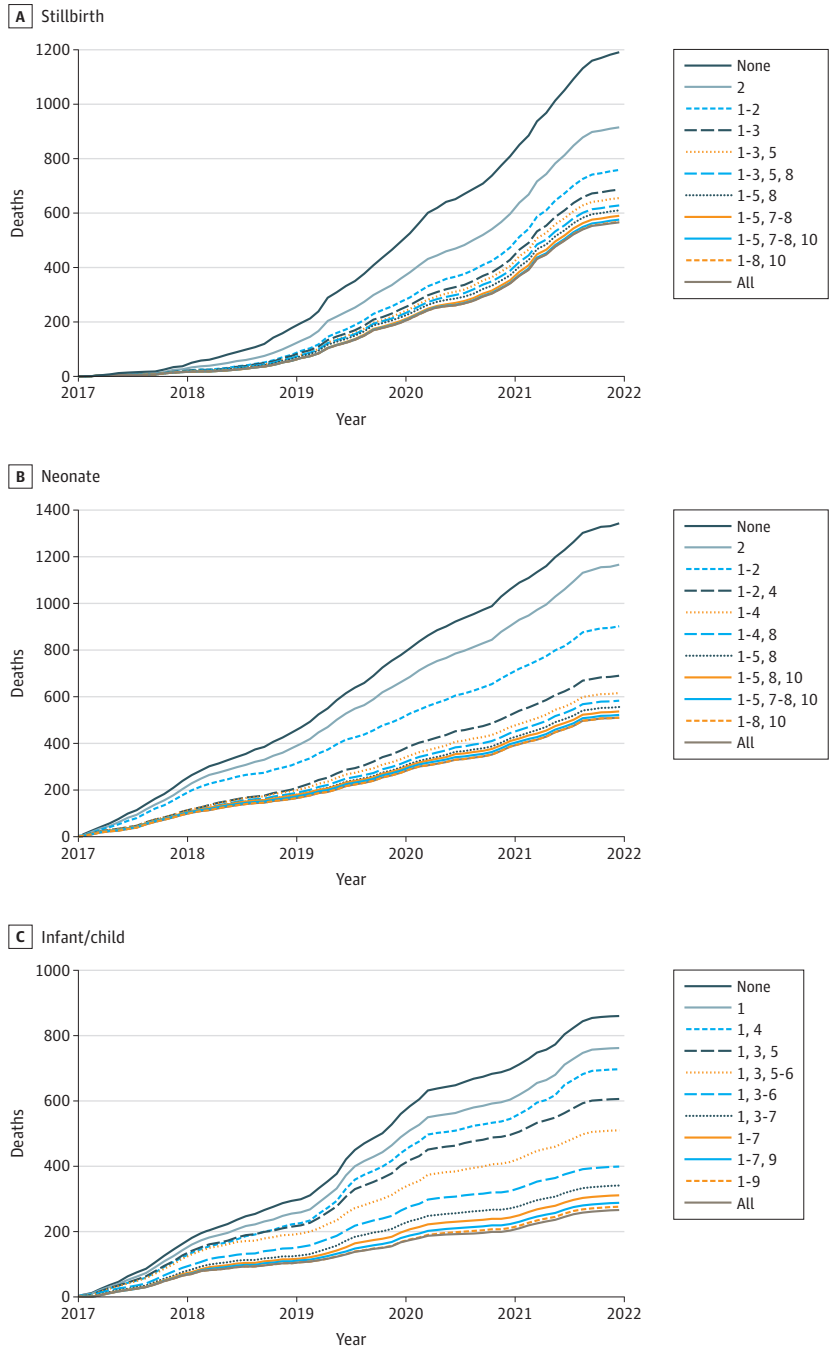 A Stillbirth
1200
1000
800
600
400
200
0
Deaths
2017
2018
2019
2020
2021
2022
Year
None
2
1-2
1-3
1-3, 5
1-3, 5, 8
1-5, 8
1-5, 7-8
1-5, 7-8, 10
1-8, 10
All
B Neonate
1400
1200
1000
800
600
400
200
0
Deaths
2017
2018
2019
2020
2021
2022
Year
None
2
1-2
1-2, 4
1-4
1-4, 8
1-5, 8
1-5, 8, 10
1-5, 7-8, 10
1-8, 10
All
C Infant/child
1000
800
600
400
200
0
Deaths
2017
2018
2019
2020
2021
2022
Year
None
1
1, 4
1, 3, 5
1, 3, 5-6
1, 3-6
1, 3-7
1-7
1-7, 9
1-9
All